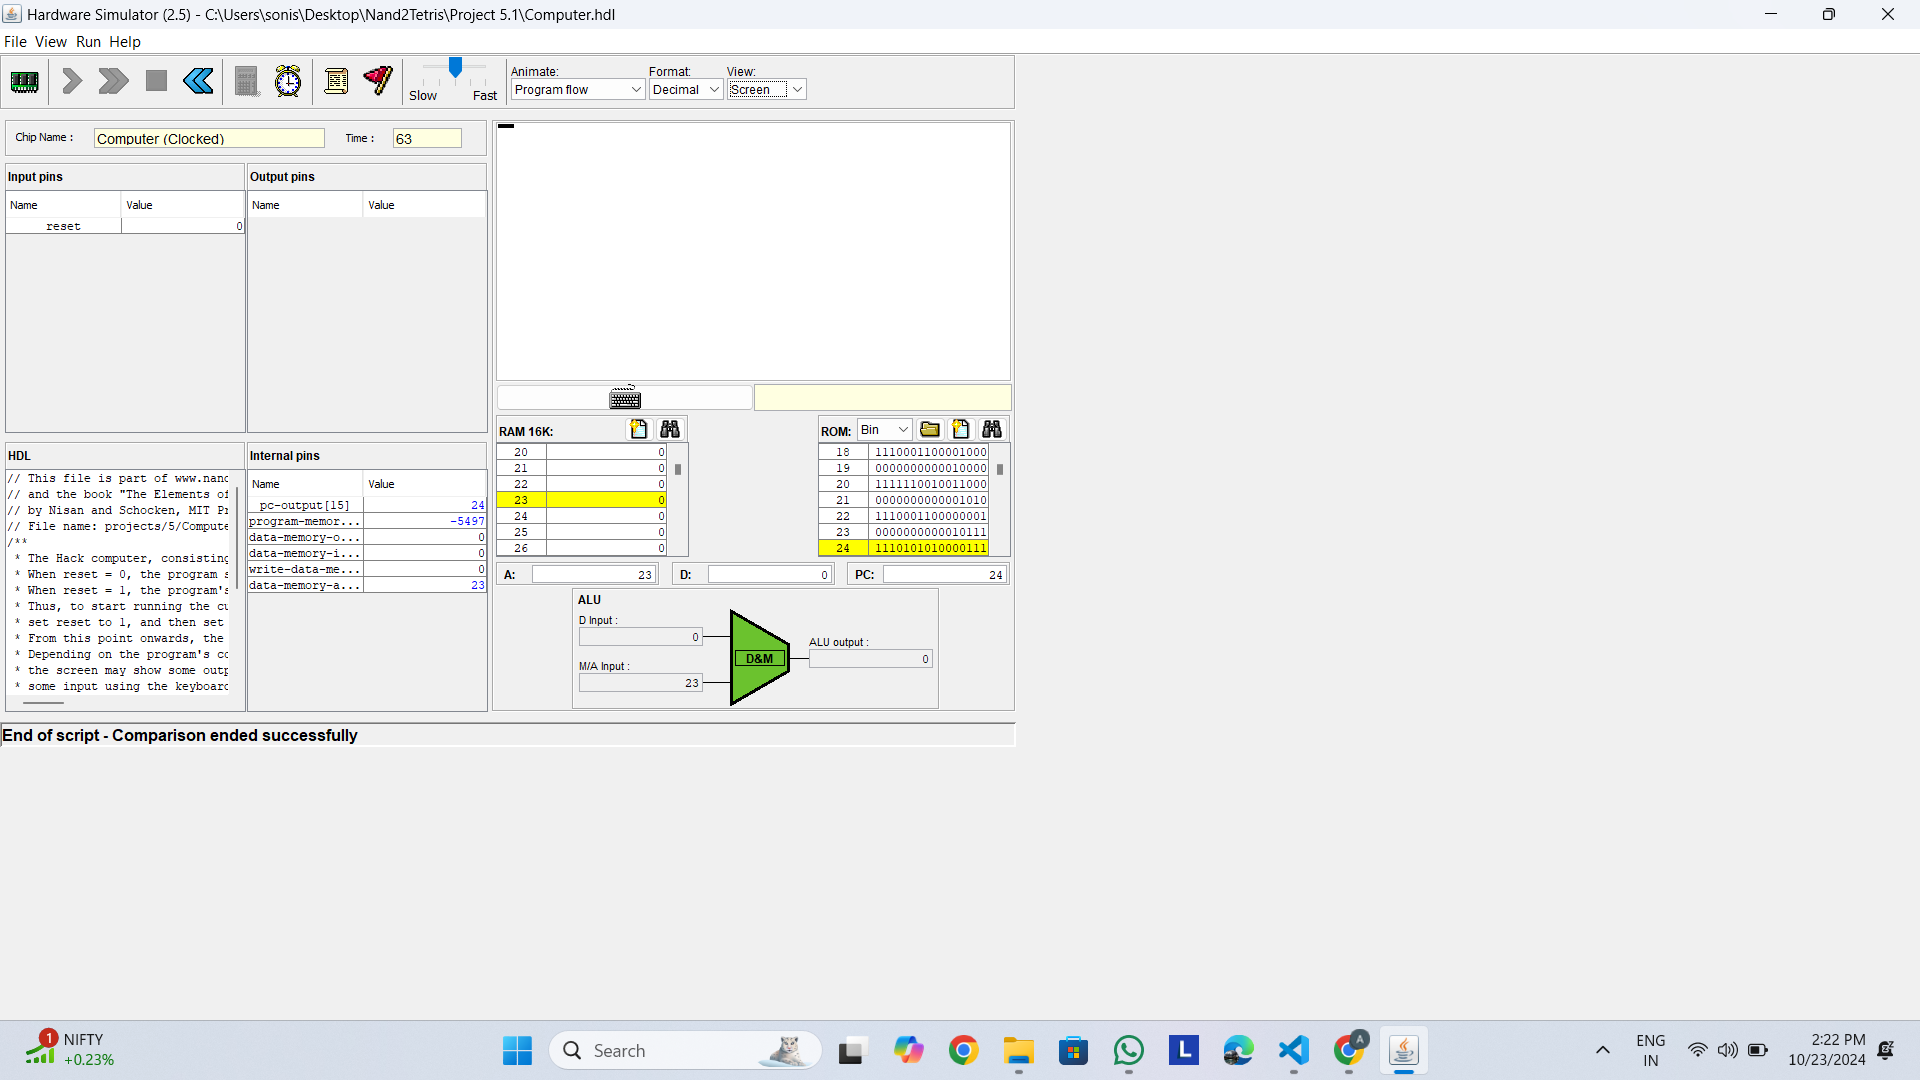 Hardware Simulator (2.5) - C:\Users\sonis\Desktop\Nand2Tetris\Project 5.1\Computer.hdl
File View Run Help
Slow Fast
Animate: Format: View:
Program flow Decimal Screen
Chip Name : Computer (Clocked) Time : 63
Input pins
Name Value
reset 0
Output pins
Name Value
HDL
// This file is part of www.nanc
// and the book "The Elements of
// by Nisan and Schocken, MIT Pr
// File name: projects/5/Compute
/**
* The Hack computer, consisting
* When reset = 0, the program s
* When reset = 1, the program's
* Thus, to start running the cu
* set reset to 1, and then set
* From this point onwards, the
* Depending on the program's co
* the screen may show some outp
* some input using the keyboard
Internal pins
Name Value
pc-output[15] 24
program-memor... -5497
data-memory-o... 0
data-memory-i... 0
write-data-me... 0
data-memory-a... 23
RAM 16K:
20 0
21 0
22 0
23 0
24 0
25 0
26 0
ROM: Bin
18 1110001100001000
19 0000000000010000
20 1111110010011000
21 0000000000001010
22 1110001100000001
23 0000000000010111
24 1110101010000111
A: 23 D: 0 PC: 24
ALU
D Input :
0
M/A Input :
23
D&M
ALU output :
0
End of script - Comparison ended successfully
1
NIFTY
+0.23%
Search
L
A
ENG
IN
2:22 PM
10/23/2024